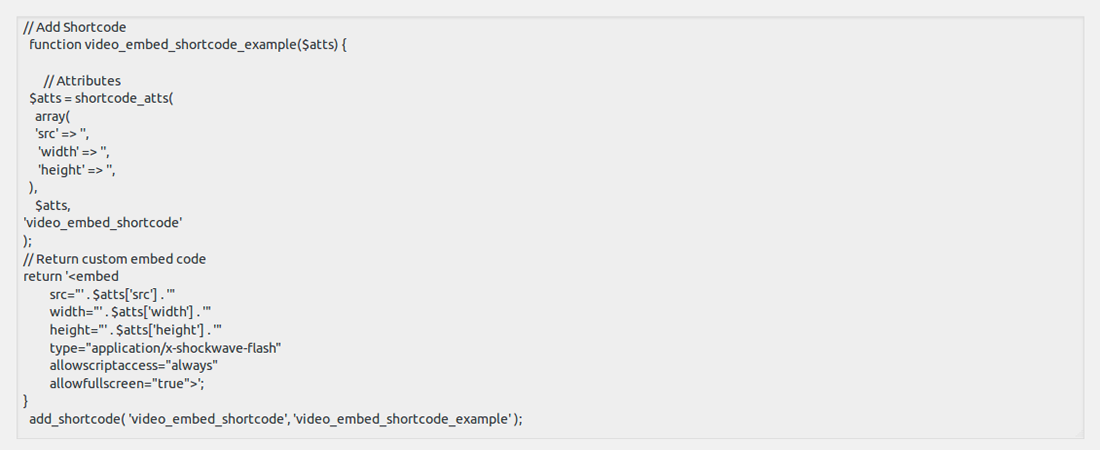 // Add Shortcode
function video_embed_shortcode_example($atts) {
// Attributes
$atts = shortcode_atts(
array(
'src' => '',
'width' => '',
'height' => '',
),
$atts,
'video_embed_shortcode'
);
// Return custom embed code
return '<embed
src="' . $atts['src'] . '"
width="' . $atts['width'] . '"
height="' . $atts['height'] . '"
type="application/x-shockwave-flash"
allowscriptaccess="always"
allowfullscreen="true">';
}
add_shortcode( 'video_embed_shortcode', 'video_embed_shortcode_example' );